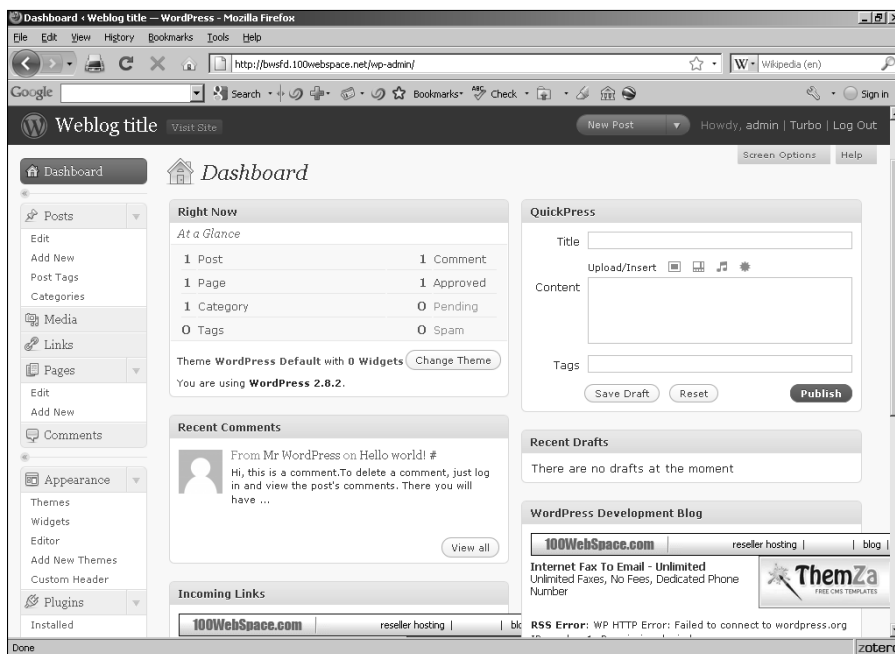 Dashboard ‹ Weblog title — WordPress - Mozilla Firefox
File Edit View History Bookmarks Tools Help
http://bwsfd.100webspace.net/wp-admin/
W Wikipedia (en)
Google
Search
Bookmarks
ABC Check
Sign in
Weblog title
Visit Site
New Post
Howdy, admin | Turbo | Log Out
Screen Options
Help
Dashboard
Posts
Edit
Add New
Post Tags
Categories
Media
Links
Pages
Edit
Add New
Comments
Appearance
Themes
Widgets
Editor
Add New Themes
Custom Header
Plugins
Installed
Dashboard
Right Now
At a Glance
1 Post 1 Comment
1 Page 1 Approved
1 Category 0 Pending
0 Tags 0 Spam
Theme WordPress Default with 0 Widgets Change Theme
You are using WordPress 2.8.2.
Recent Comments
From Mr WordPress on Hello world! #
Hi, this is a comment.To delete a comment, just log
in and view the post's comments. There you will
have ...
View all
Incoming Links
100WebSpace.com reseller hosting | | blo
QuickPress
Title
Upload/Insert
Content
Tags
Save Draft Reset Publish
Recent Drafts
There are no drafts at the moment
WordPress Development Blog
100WebSpace.com reseller hosting | | blog |
Internet Fax To Email - Unlimited
Unlimited Faxes, No Fees, Dedicated Phone
Number
ThemZa
FREE CMS TEMPLATES
RSS Error: WP HTTP Error: Failed to connect to wordpress.org
Done
zoter